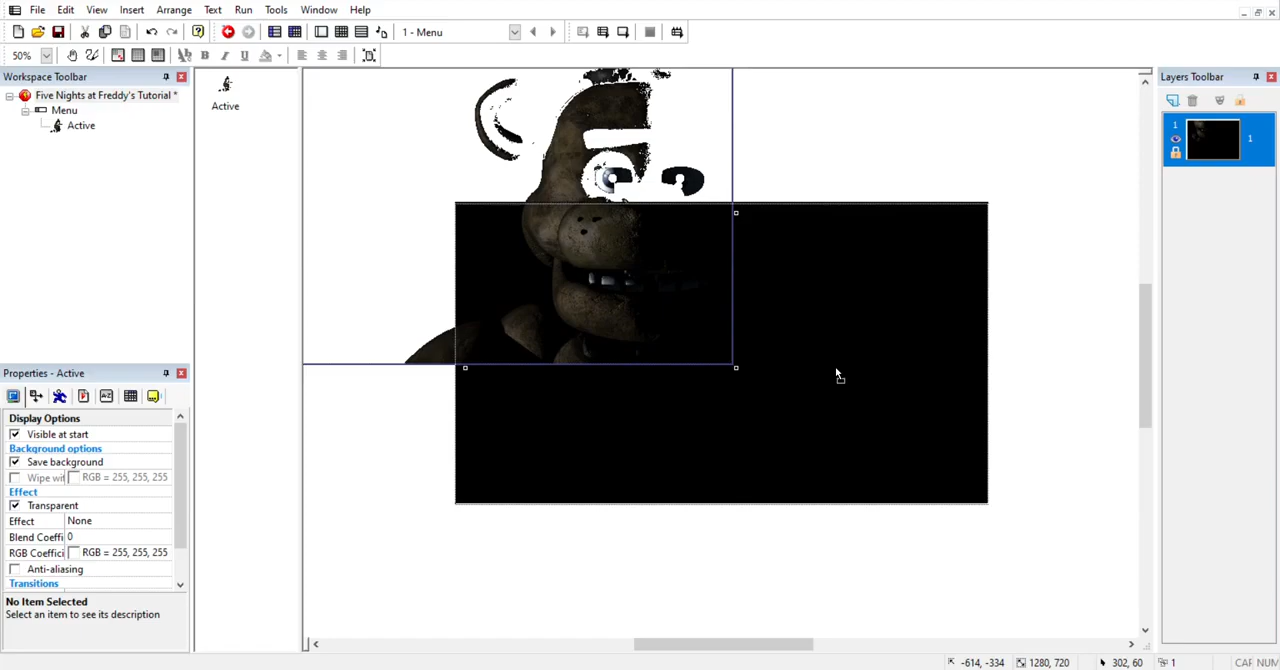 File Edit View Insert Arrange Text Run Tools Window Help
1 - Menu
50%
B I U
Workspace Toolbar
Five Nights at Freddy's Tutorial *
Menu
Active
Active
Layers Toolbar
1
1
Properties - Active
Display Options
Visible at start
Background options
Save background
Wipe wit RGB = 255, 255, 255
Effect
Transparent
Effect None
Blend Coeffi 0
RGB Coeffici RGB = 255, 255, 255
Anti-aliasing
Transitions
No Item Selected
Select an item to see its description
-614, -334 1280, 720 302, 60 1 CAP NUM